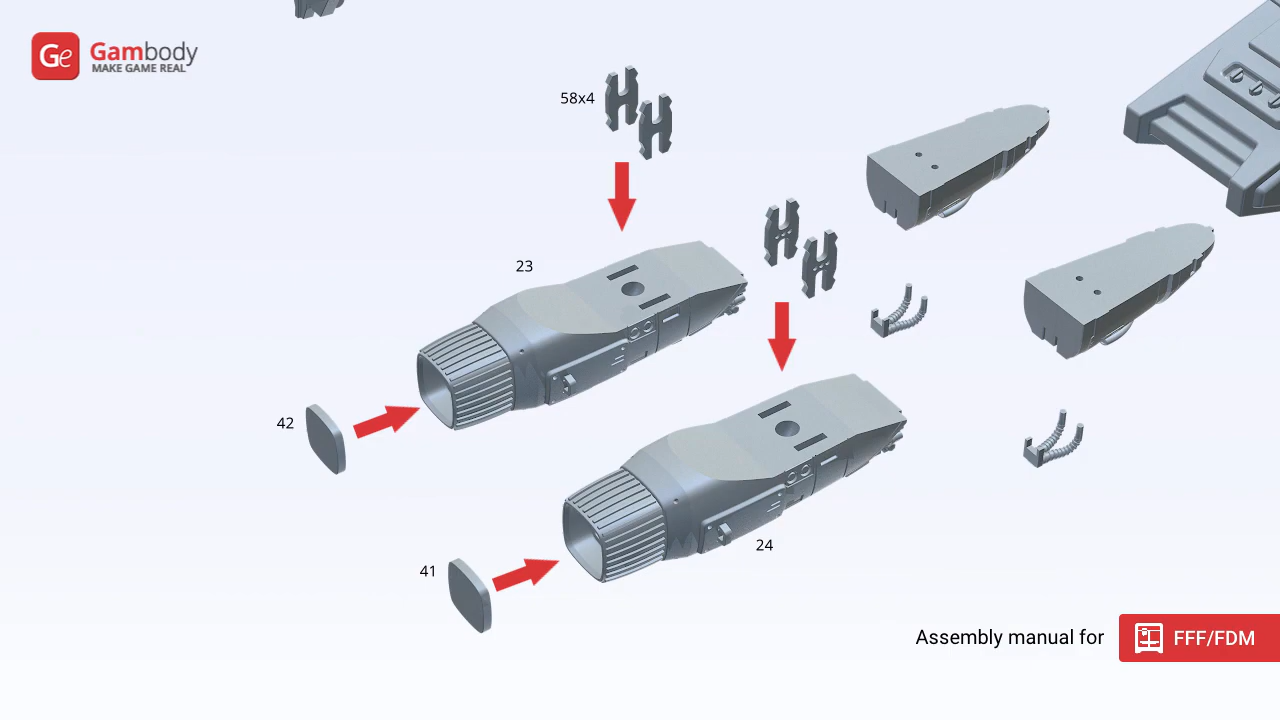 Ge Gambody
MAKE GAME REAL
58x4
23
42
24
41
Assembly manual for FFF/FDM